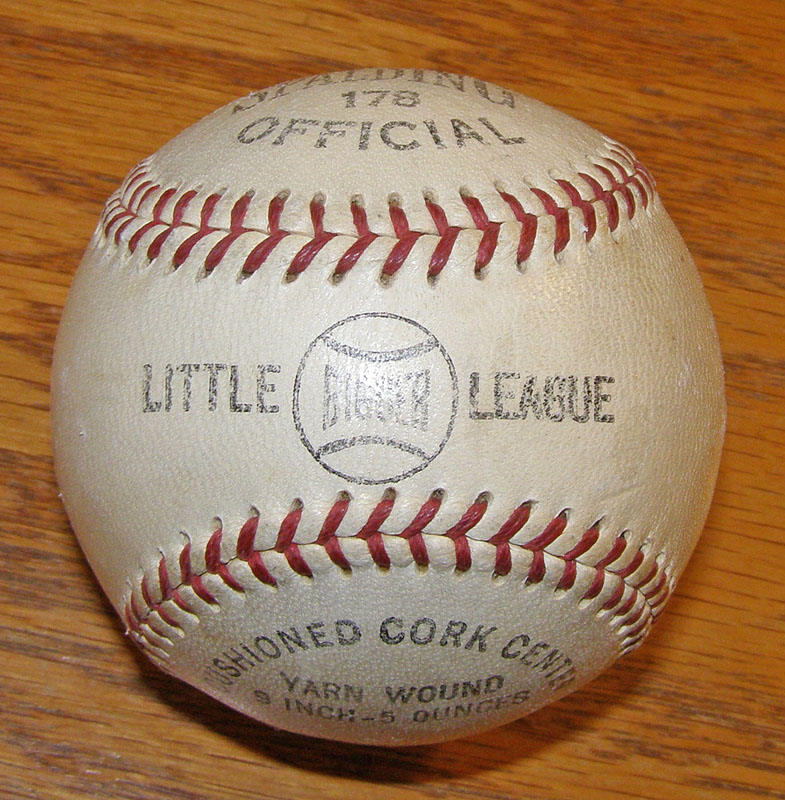 SPALDING
178
OFFICIAL
LITTLE BIGGER LEAGUE
CUSHIONED CORK CENTER
YARN WOUND
9 INCH-5 OUNCES